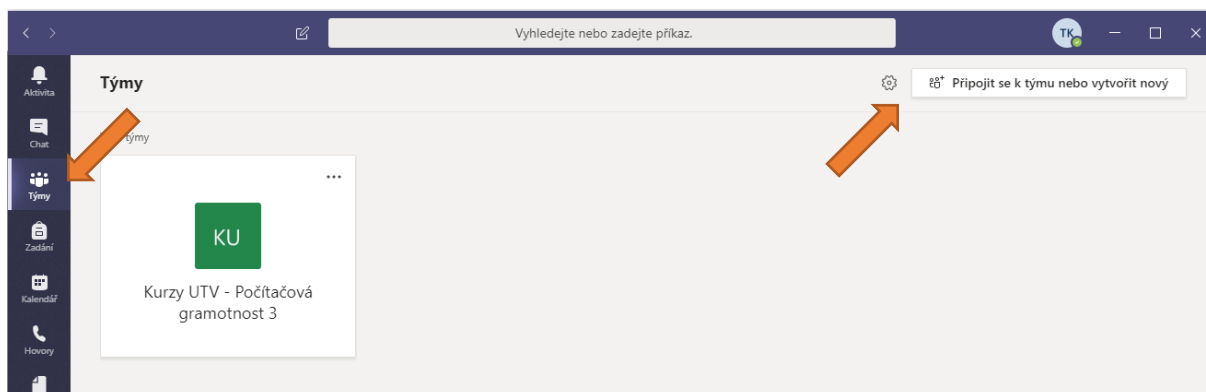 Vyhledejte nebo zadejte příkaz.
TK
Aktivita
Chat
Týmy
Zadání
Kalendář
Hovory
Týmy
Připojit se k týmu nebo vytvořit nový
týmy
KU
Kurzy UTV - Počítačová
gramotnost 3